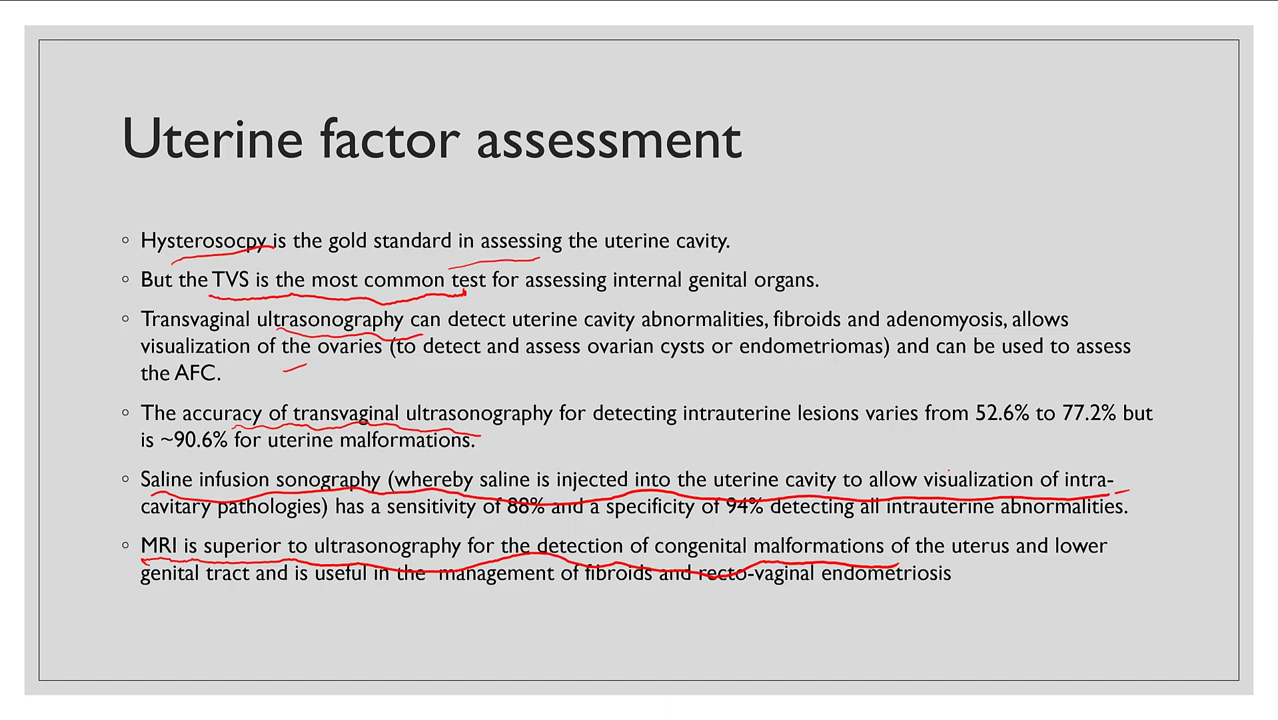 Uterine factor assessment
◦ Hysterosocpy is the gold standard in assessing the uterine cavity.
◦ But the TVS is the most common test for assessing internal genital organs.
◦ Transvaginal ultrasonography can detect uterine cavity abnormalities, fibroids and adenomyosis, allows
visualization of the ovaries (to detect and assess ovarian cysts or endometriomas) and can be used to assess
the AFC.
◦ The accuracy of transvaginal ultrasonography for detecting intrauterine lesions varies from 52.6% to 77.2% but
is ~90.6% for uterine malformations.
◦ Saline infusion sonography (whereby saline is injected into the uterine cavity to allow visualization of intra-
cavitary pathologies) has a sensitivity of 88% and a specificity of 94% detecting all intrauterine abnormalities.
◦ MRI is superior to ultrasonography for the detection of congenital malformations of the uterus and lower
genital tract and is useful in the management of fibroids and recto-vaginal endometriosis